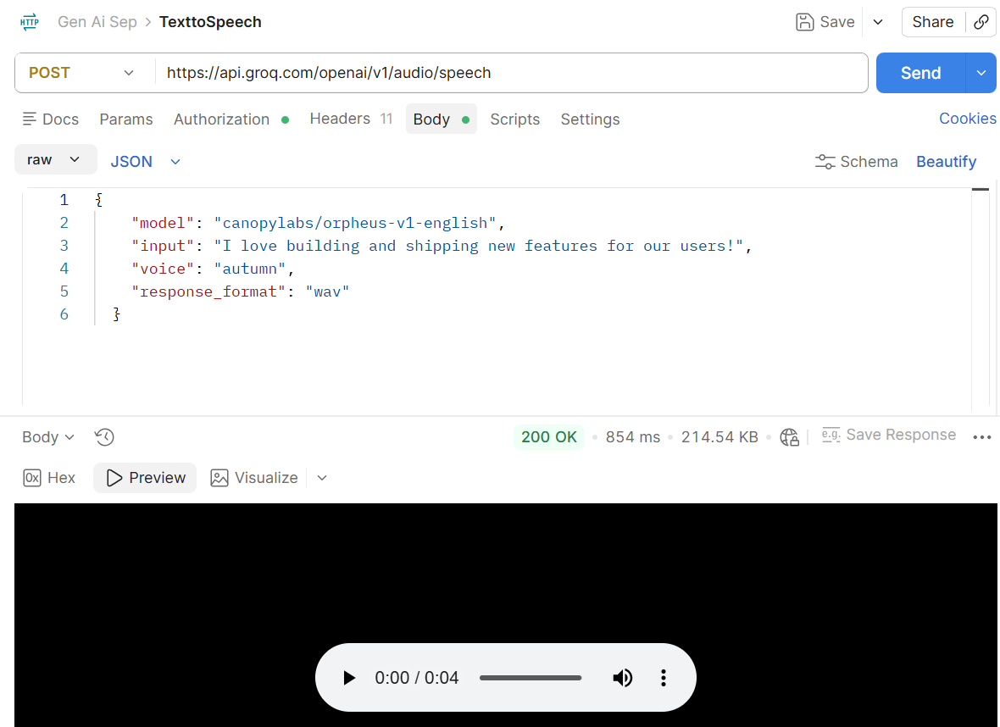 HTTP Gen Ai Sep > TexttoSpeech Save Share
POST https://api.groq.com/openai/v1/audio/speech Send
Docs Params Authorization Headers 11 Body Scripts Settings Cookies
raw JSON Schema Beautify
1 {
2 "model": "canopylabs/orpheus-v1-english",
3 "input": "I love building and shipping new features for our users!",
4 "voice": "autumn",
5 "response_format": "wav"
6 }
Body 200 OK • 854 ms • 214.54 KB • e.g. Save Response
0x Hex Preview Visualize
0:00 / 0:04